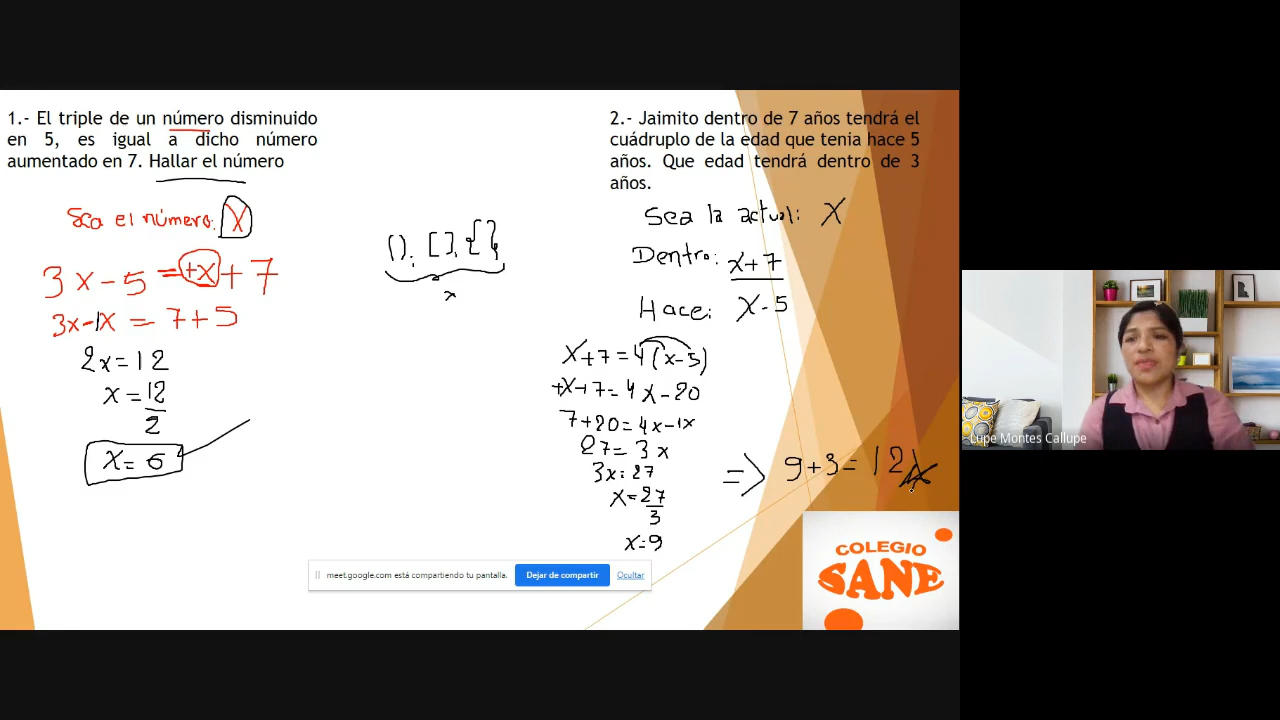 1.- El triple de un número disminuido
en 5, es igual a dicho número
aumentado en 7. Hallar el número
Sea el número: X
3x-5=+x+7
3x-1x=7+5
2x=12
x=12
2
x=6
(); []; {}
x
2.- Jaimito dentro de 7 años tendrá el
cuádruplo de la edad que tenia hace 5
años. Que edad tendrá dentro de 3
años.
Sea la actual: X
Dentro: x+7
Hace: x-5
x+7=4(x-5)
+x+7=4x-20
7+20=4x-1x
27=3x
3x=27
x=27
3
x=9
=> 9+3=12
meet.google.com está compartiendo tu pantalla. Dejar de compartir Ocultar
COLEGIO
SANE
Lupe Montes Callupe